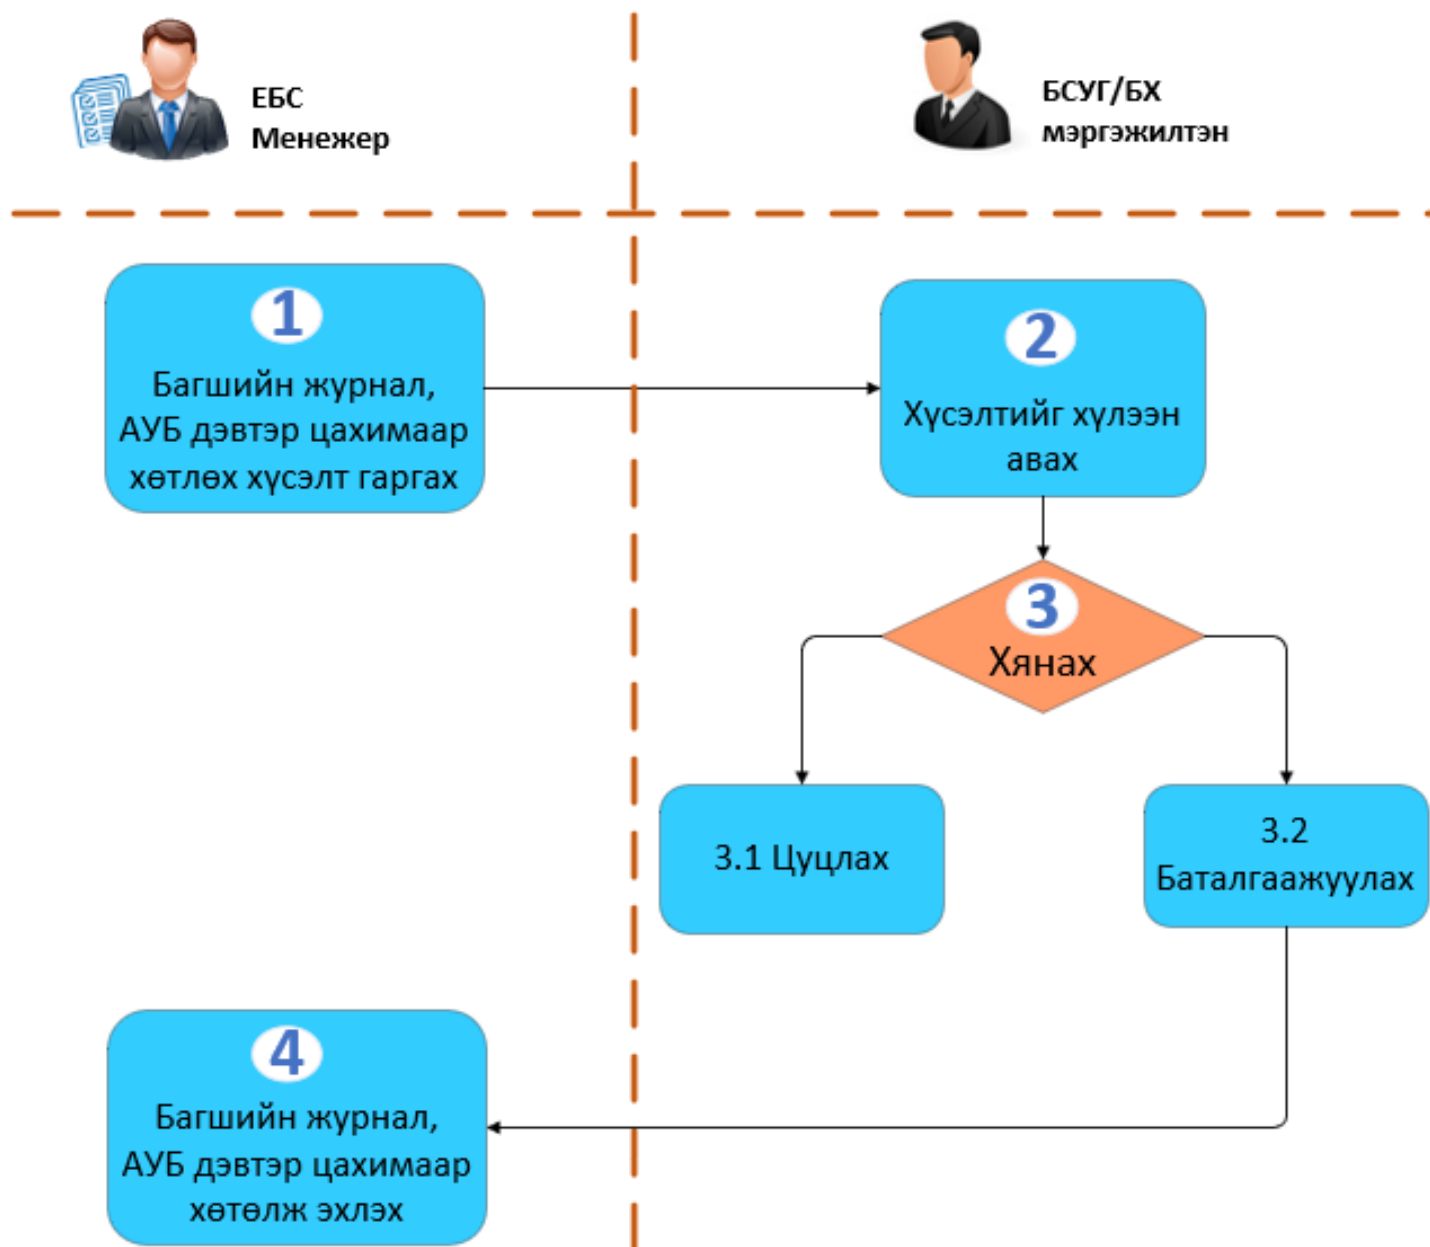 ЕБС
Менежер
БСУГ/БХ
мэргэжилтэн
1
Багшийн журнал,
АУБ дэвтэр цахимаар
хөтлөх хүсэлт гаргах
2
Хүсэлтийг хүлээн
авах
3
Хянах
3.1 Цуцлах
3.2
Баталгаажуулах
4
Багшийн журнал,
АУБ дэвтэр цахимаар
хөтөлж эхлэх